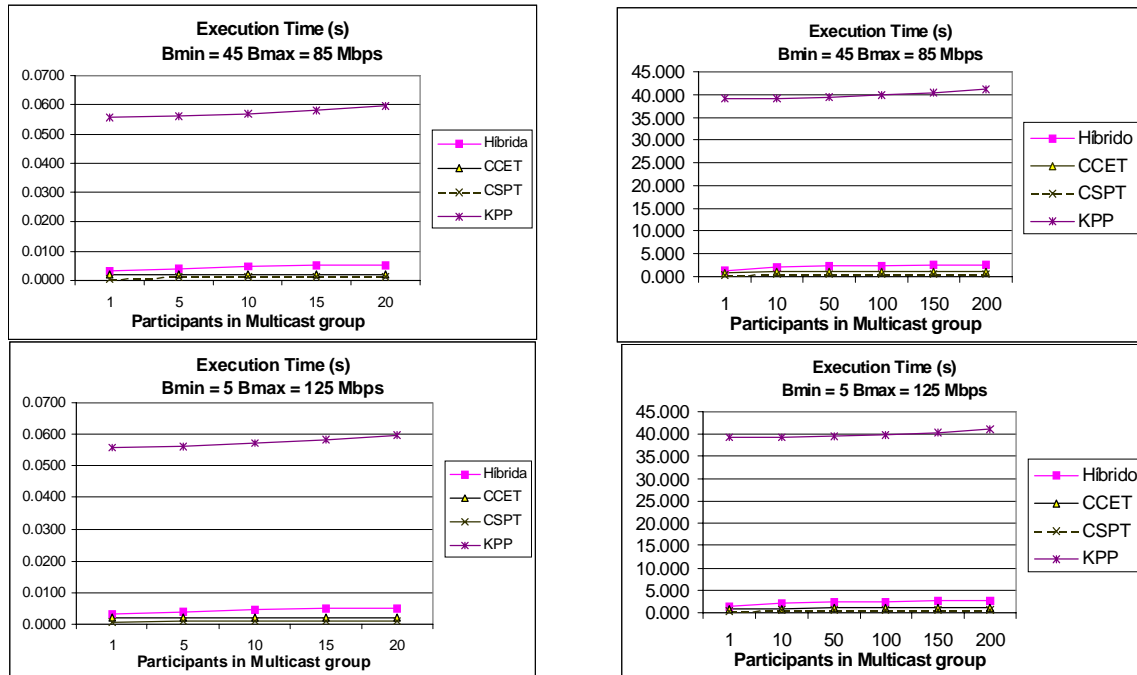 Execution Time (s)
Bmin = 45 Bmax = 85 Mbps
0.0700
0.0600
0.0500
0.0400
0.0300
0.0200
0.0100
0.0000
1 5 10 15 20
Participants in Multicast group
Híbrida
CCET
CSPT
KPP
Execution Time (s)
Bmin = 45 Bmax = 85 Mbps
45.000
40.000
35.000
30.000
25.000
20.000
15.000
10.000
5.000
0.000
1 10 50 100 150 200
Participants in Multicast group
Híbrido
CCET
CSPT
KPP
Execution Time (s)
Bmin = 5 Bmax = 125 Mbps
0.0700
0.0600
0.0500
0.0400
0.0300
0.0200
0.0100
0.0000
1 5 10 15 20
Participants in Multicast group
Híbrida
CCET
CSPT
KPP
Execution Time (s)
Bmin = 5 Bmax = 125 Mbps
45.000
40.000
35.000
30.000
25.000
20.000
15.000
10.000
5.000
0.000
1 10 50 100 150 200
Participants in Multicast group
Híbrido
CCET
CSPT
KPP